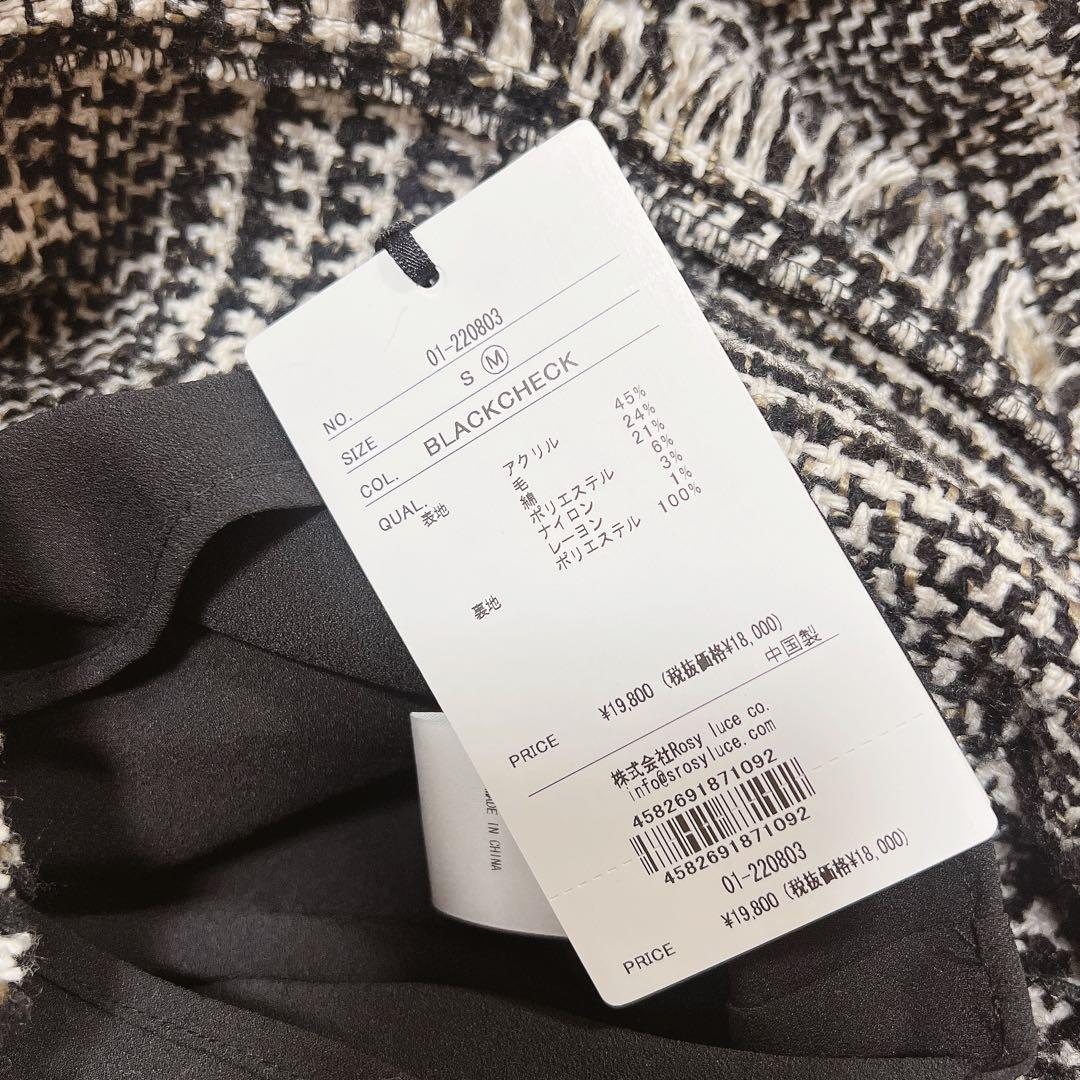 NO. 01-220803
SIZE S M
COL. BLACKCHECK
QUAL.
表地 アクリル 45%
毛 24%
綿 21%
ポリエステル 6%
ナイロン 3%
レーヨン 1%
裏地 ポリエステル 100%
PRICE ¥19,800 (税抜価格¥18,000)
中国製
株式会社Rosy luce co.
info@srosyluce.com
4582691871092
4582691871092
01-220803
PRICE ¥19,800 (税抜価格¥18,000)
MADE IN CHINA